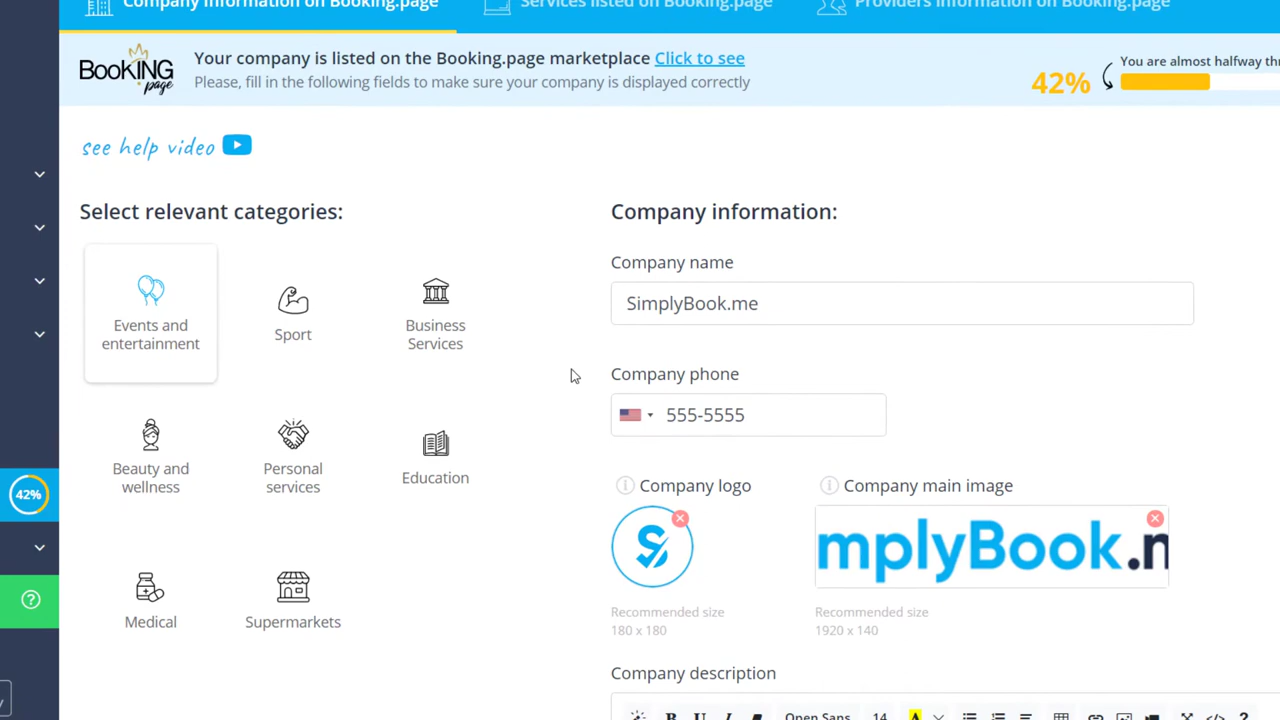 Company information on Booking.page
Services listed on Booking.page
Providers information on Booking.page
BOOKING
page
Your company is listed on the Booking.page marketplace Click to see
Please, fill in the following fields to make sure your company is displayed correctly
42%
You are almost halfway
see help video
Select relevant categories:
Events and
entertainment
Sport
Business
Services
Beauty and
wellness
Personal
services
Education
Medical
Supermarkets
42%
Company information:
Company name
SimplyBook.me
Company phone
555-5555
Company logo
Company main image
mplyBook.m
Recommended size
180 x 180
Recommended size
1920 x 140
Company description
B U I Open Sans 14 A